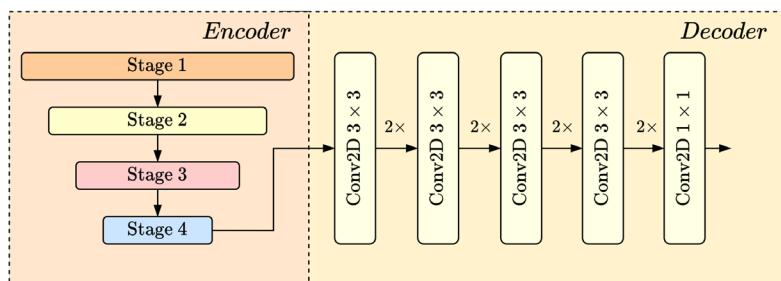 Encoder
Stage 1
Stage 2
Stage 3
Stage 4
Decoder
Conv2D 3 × 3
2×
Conv2D 3 × 3
2×
Conv2D 3 × 3
2×
Conv2D 3 × 3
2×
Conv2D 1 × 1